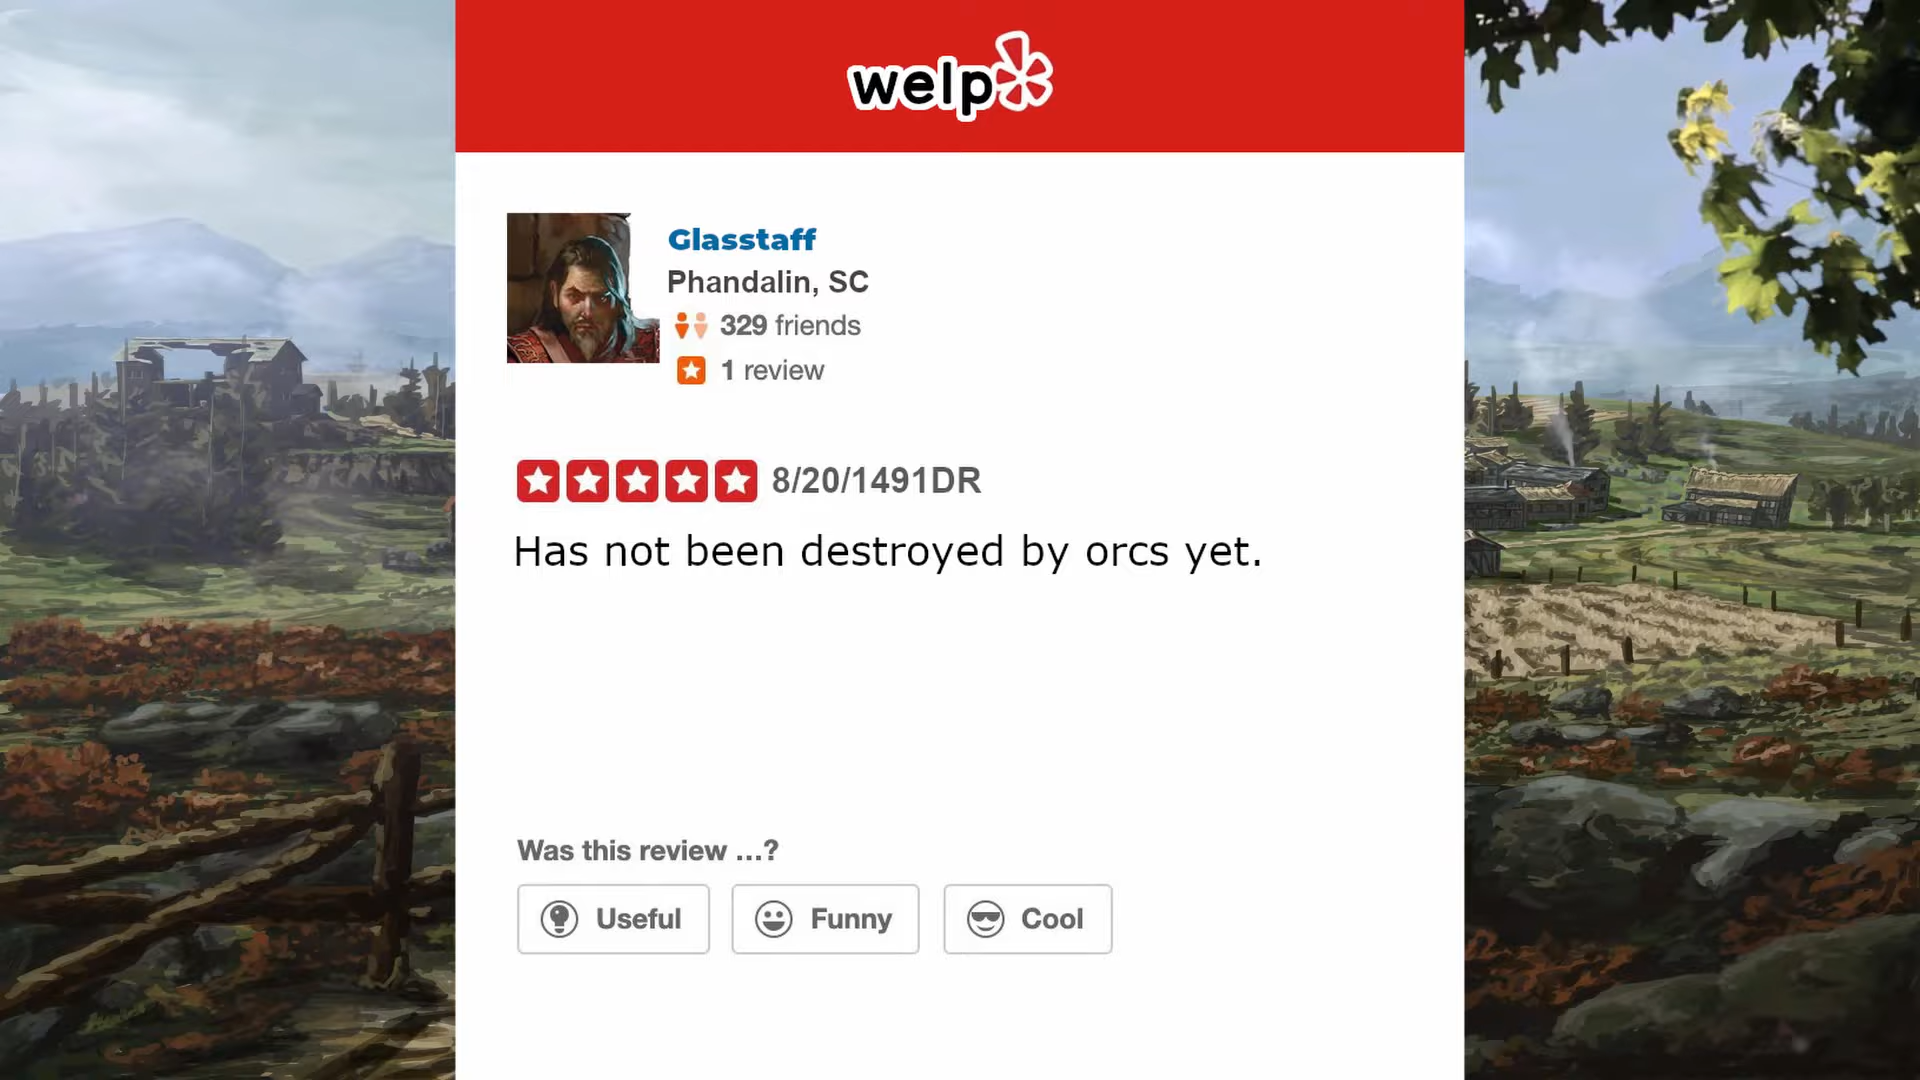 welp
Glasstaff
Phandalin, SC
329 friends
1 review
8/20/1491DR
Has not been destroyed by orcs yet.
Was this review ...?
Useful
Funny
Cool